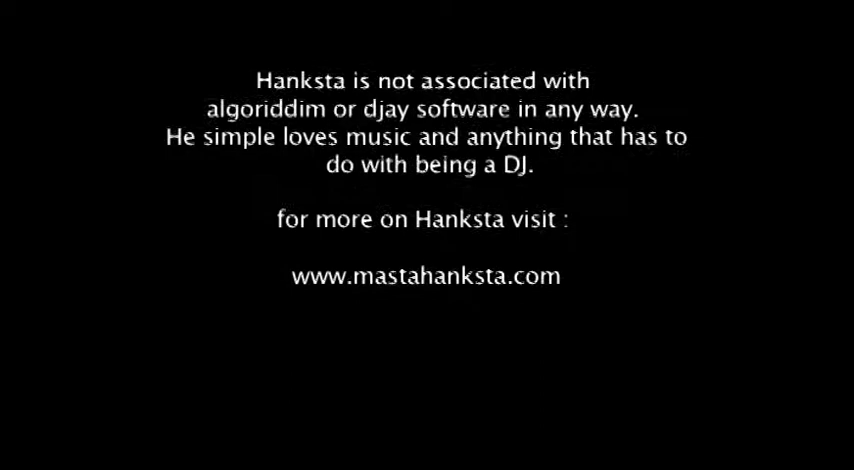 Hanksta is not associated with
algoriddim or djay software in any way.
He simple loves music and anything that has to
do with being a DJ.
for more on Hanksta visit :
www.mastahanksta.com